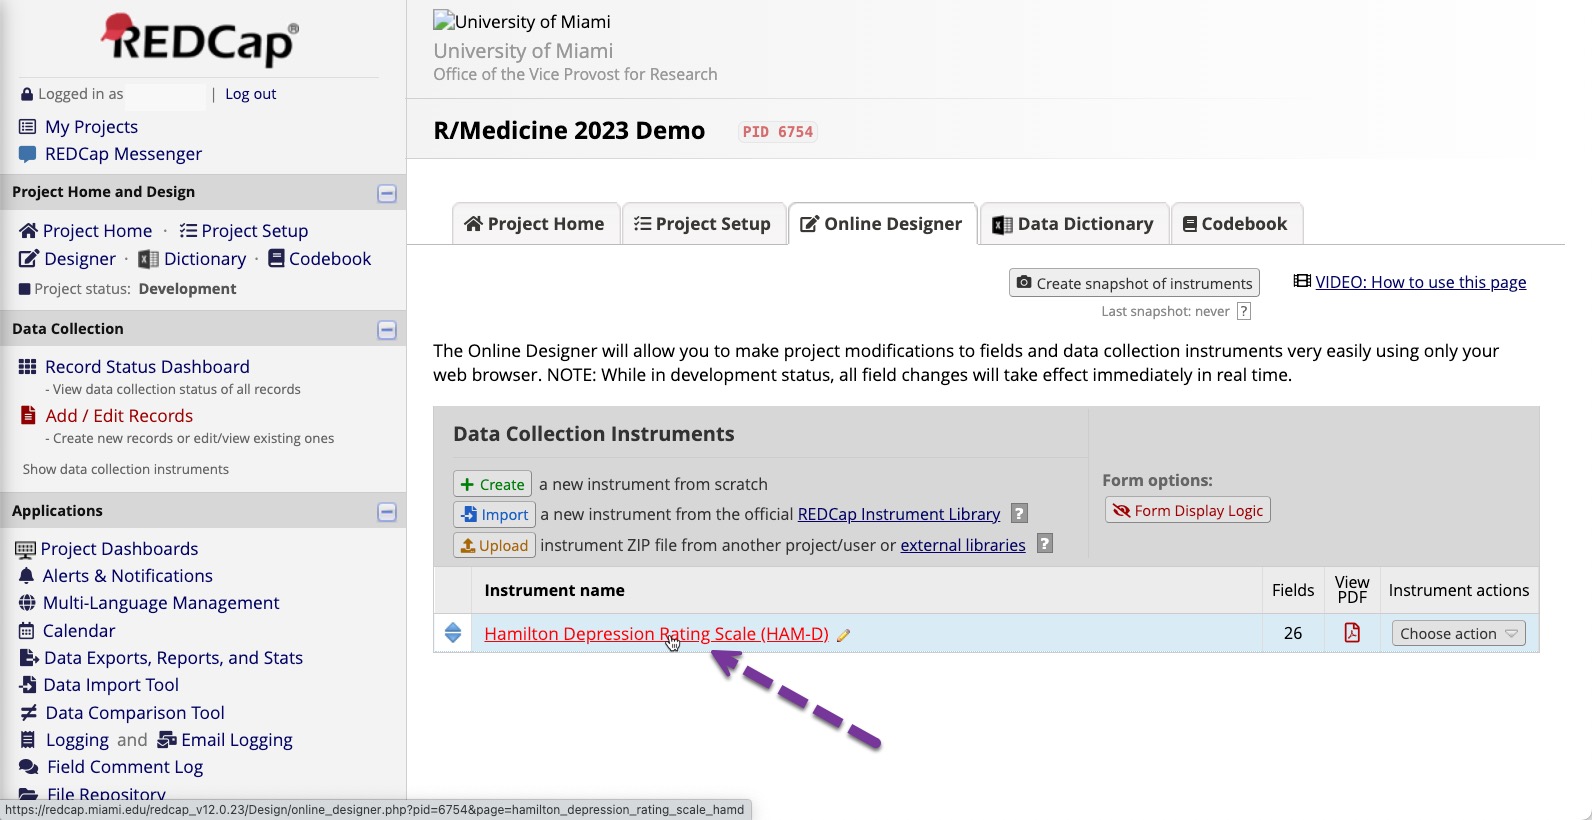 REDCap®
Logged in as | Log out
My Projects
REDCap Messenger
Project Home and Design
Project Home · Project Setup
Designer · Dictionary · Codebook
Project status: Development
Data Collection
Record Status Dashboard
- View data collection status of all records
Add / Edit Records
- Create new records or edit/view existing ones
Show data collection instruments
Applications
Project Dashboards
Alerts & Notifications
Multi-Language Management
Calendar
Data Exports, Reports, and Stats
Data Import Tool
Data Comparison Tool
Logging and Email Logging
Field Comment Log
File Repository
https://redcap.miami.edu/redcap_v12.0.23/Design/online_designer.php?pid=6754&page=hamilton_depression_rating_scale_hamd
University of Miami
University of Miami
Office of the Vice Provost for Research
R/Medicine 2023 Demo PID 6754
Project Home Project Setup Online Designer Data Dictionary Codebook
Create snapshot of instruments VIDEO: How to use this page
Last snapshot: never ?
The Online Designer will allow you to make project modifications to fields and data collection instruments very easily using only your
web browser. NOTE: While in development status, all field changes will take effect immediately in real time.
Data Collection Instruments
+ Create a new instrument from scratch
Import a new instrument from the official REDCap Instrument Library ?
Upload instrument ZIP file from another project/user or external libraries ?
Form options:
Form Display Logic
Instrument name Fields View PDF Instrument actions
Hamilton Depression Rating Scale (HAM-D) 26 Choose action